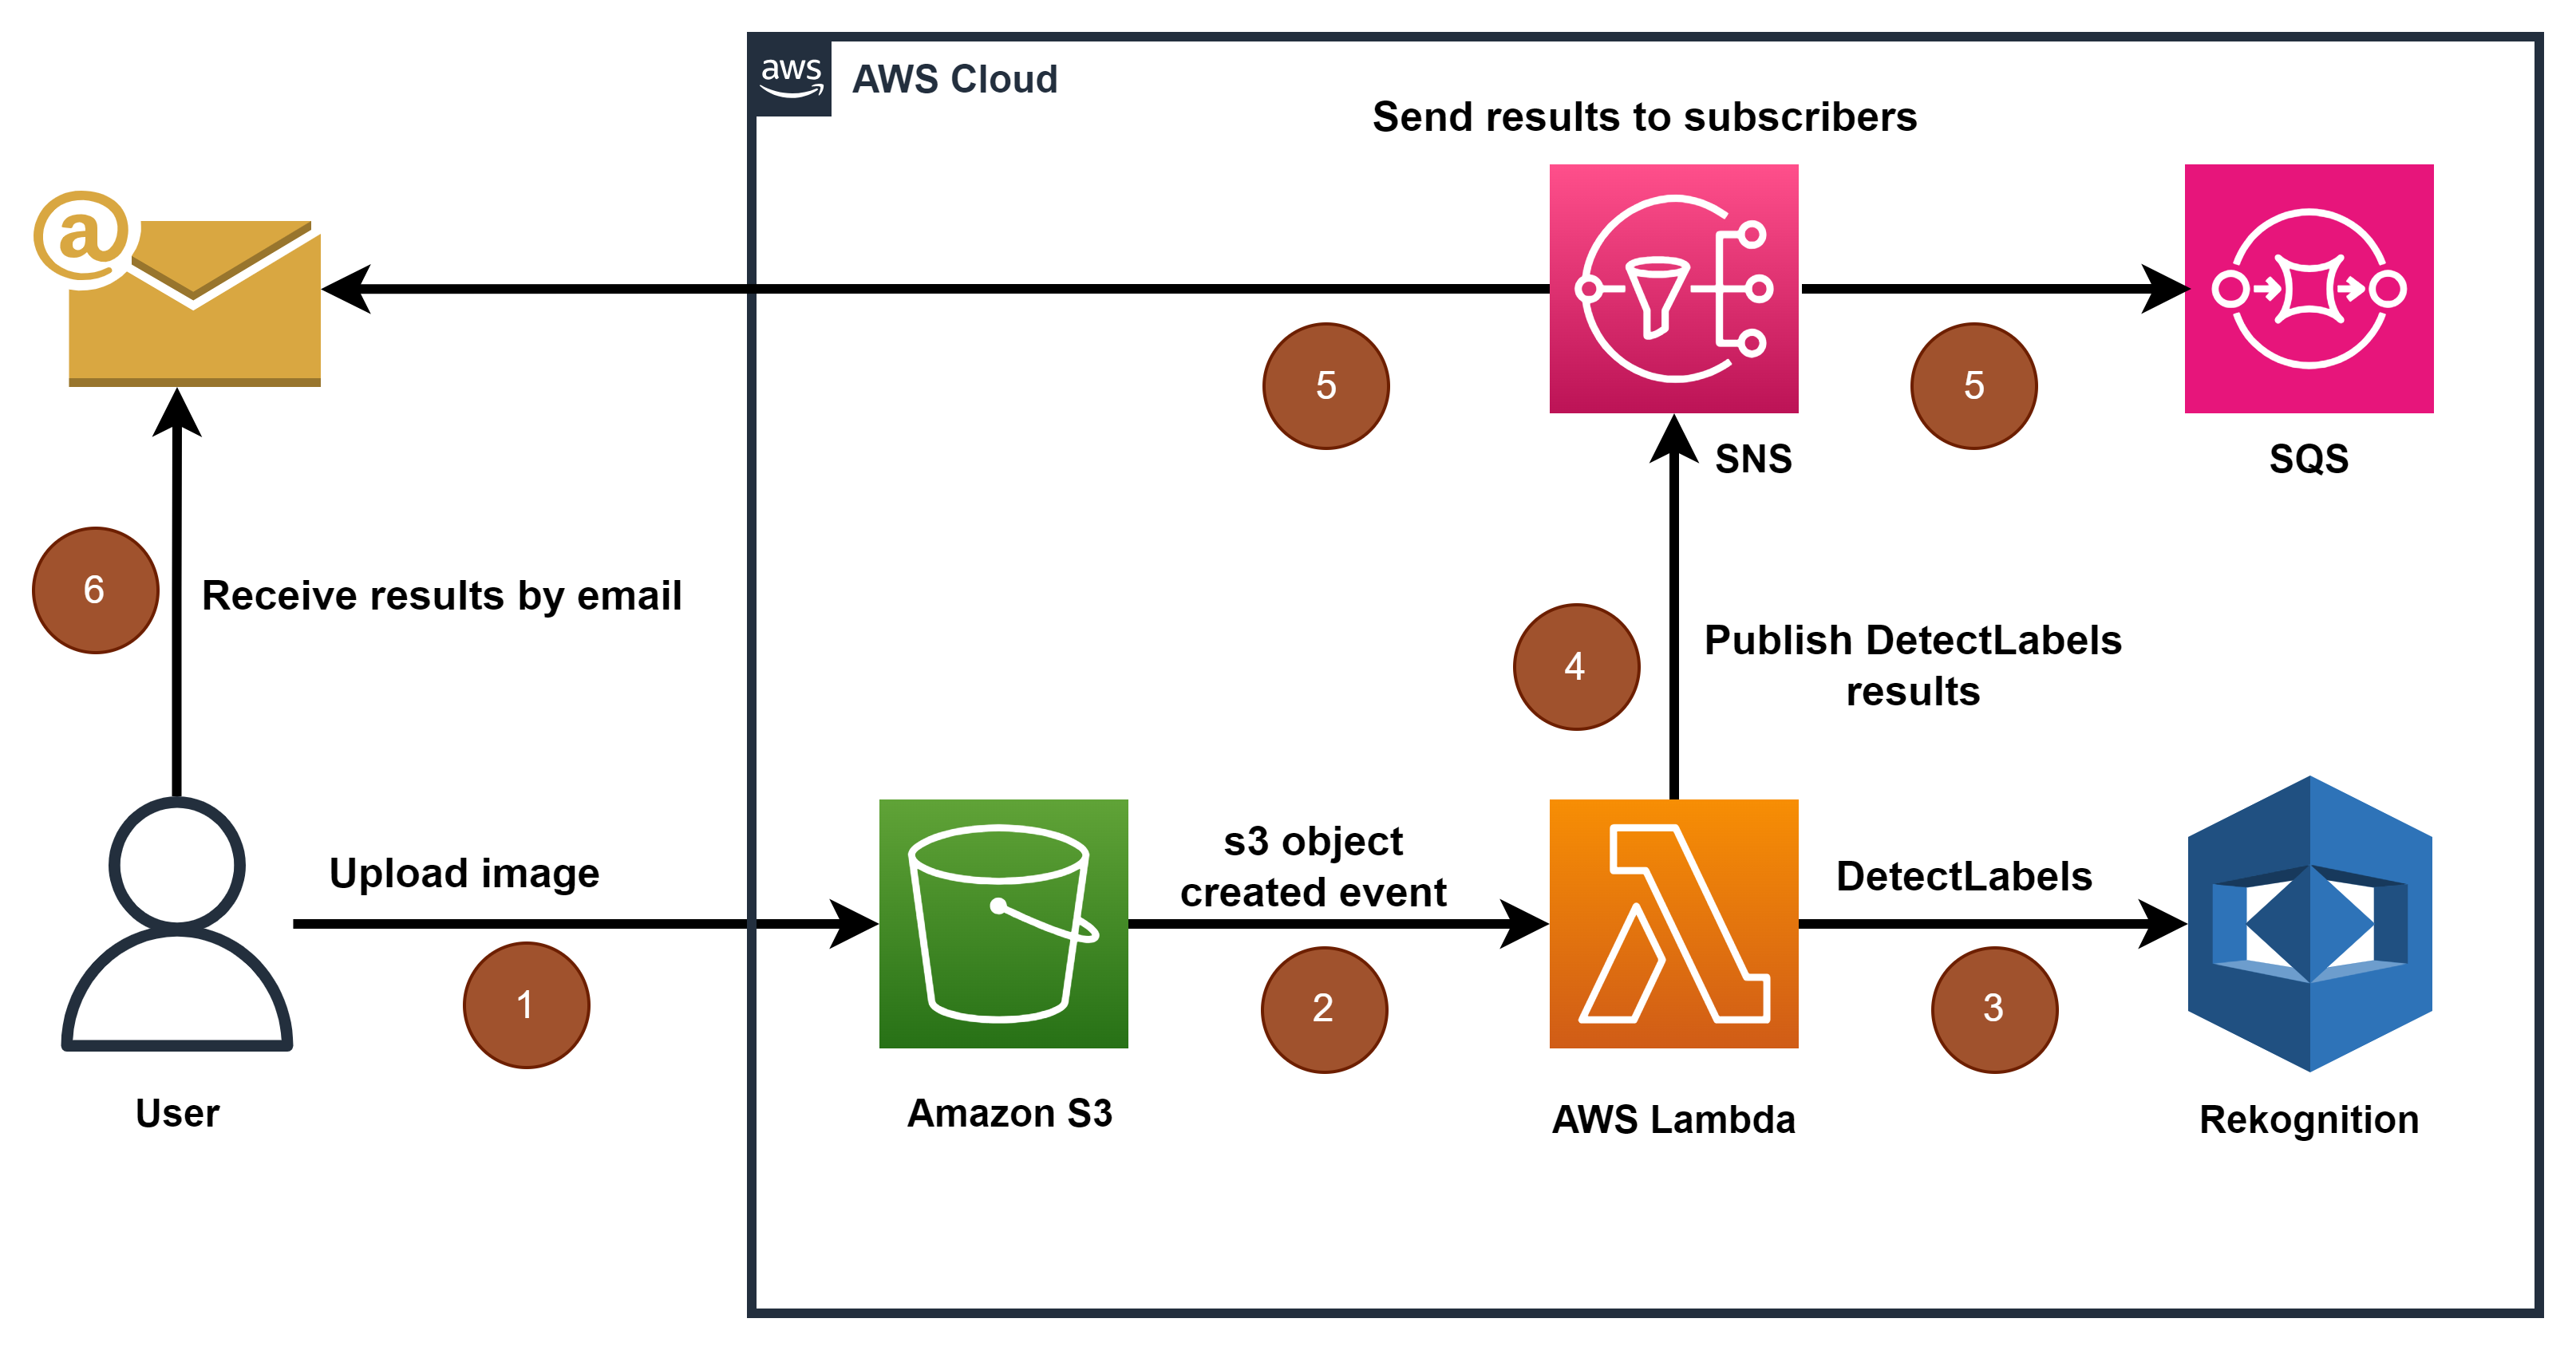 aws
AWS Cloud
Send results to subscribers
@
5
5
SNS
SQS
6
Receive results by email
4
Publish DetectLabels
results
Upload image
s3 object
created event
DetectLabels
1
2
3
User
Amazon S3
AWS Lambda
Rekognition